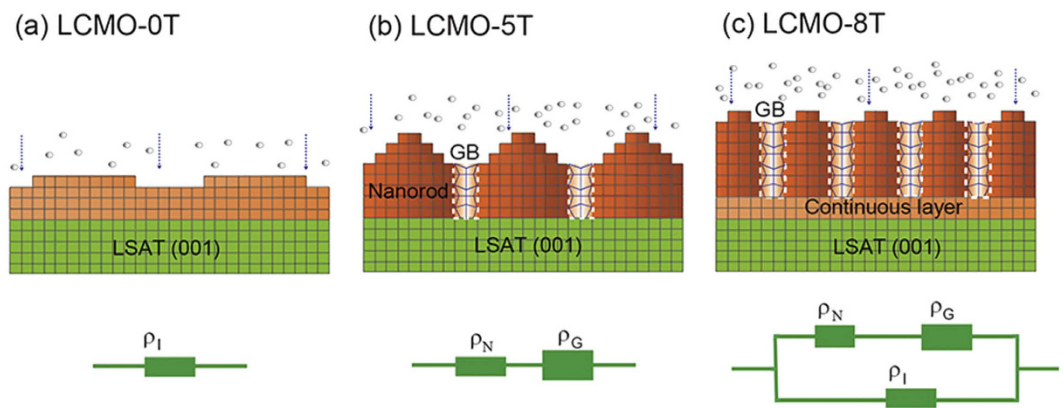 (a) LCMO-0T
(b) LCMO-5T
(c) LCMO-8T
GB
GB
Nanorod
Continuous layer
LSAT (001)
LSAT (001)
LSAT (001)
ρI
ρN
ρG
ρN
ρG
ρI